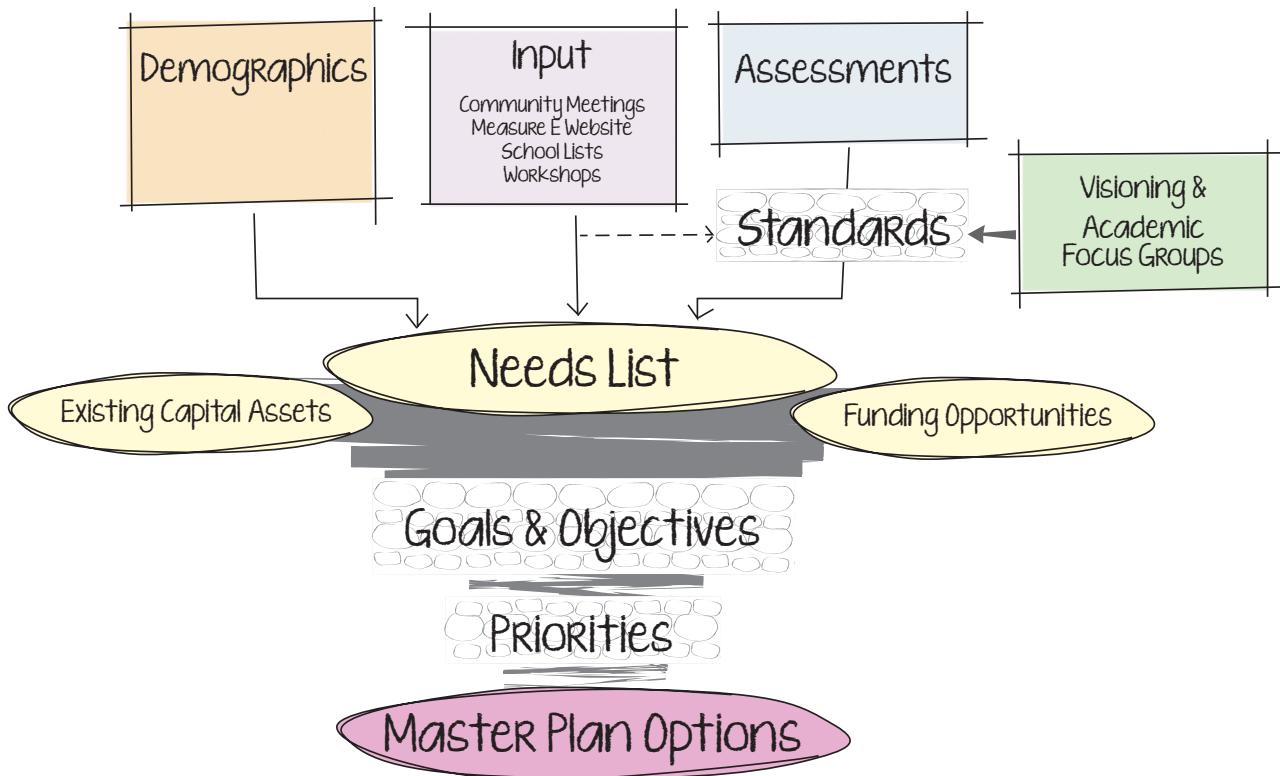 Demographics
Input
Community Meetings
Measure E Website
School Lists
Workshops
Assessments
Visioning &
Academic
Focus Groups
Standards
Needs List
Existing Capital Assets
Funding Opportunities
Goals & Objectives
Priorities
Master Plan Options